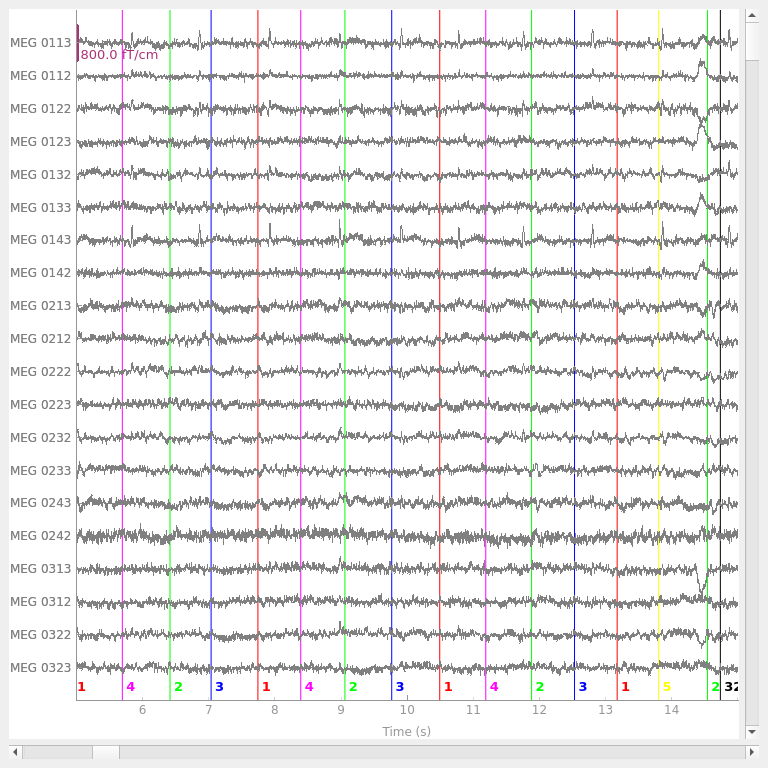 MEG 0113
800.0 fT/cm
MEG 0112
MEG 0122
MEG 0123
MEG 0132
MEG 0133
MEG 0143
MEG 0142
MEG 0213
MEG 0212
MEG 0222
MEG 0223
MEG 0232
MEG 0233
MEG 0243
MEG 0242
MEG 0313
MEG 0312
MEG 0322
MEG 0323
1 4 2 3 1 4 2 3 1 4 2 3 1 5 2 32
6 7 8 9 10 11 12 13 14
Time (s)